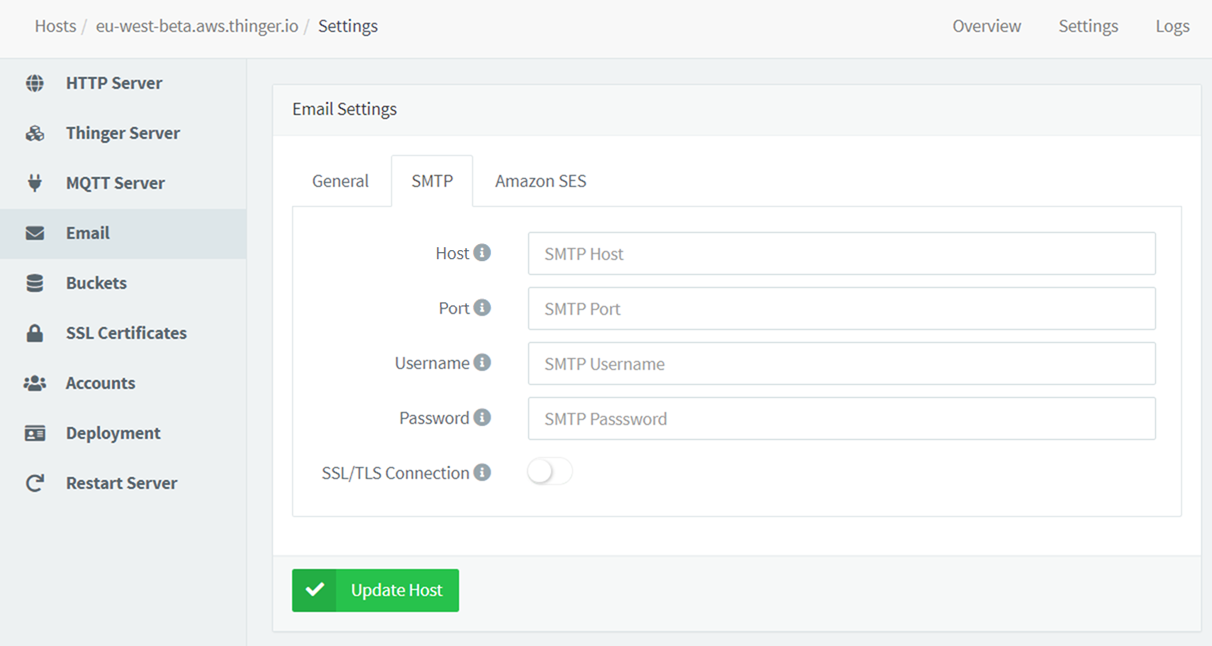 Hosts / eu-west-beta.aws.thinger.io / Settings
Overview Settings Logs
HTTP Server
Thinger Server
MQTT Server
Email
Buckets
SSL Certificates
Accounts
Deployment
Restart Server
Email Settings
General SMTP Amazon SES
Host SMTP Host
Port SMTP Port
Username SMTP Username
Password SMTP Passsword
SSL/TLS Connection
Update Host